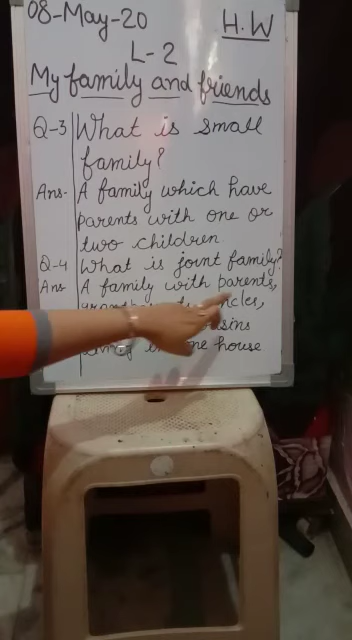 08-May-20 H.W
L-2
My family and friends
Q-3 What is small
family?
Ans- A family which have
parents with one or
two children
Q-4 What is joint family?
Ans A family with parents,
house